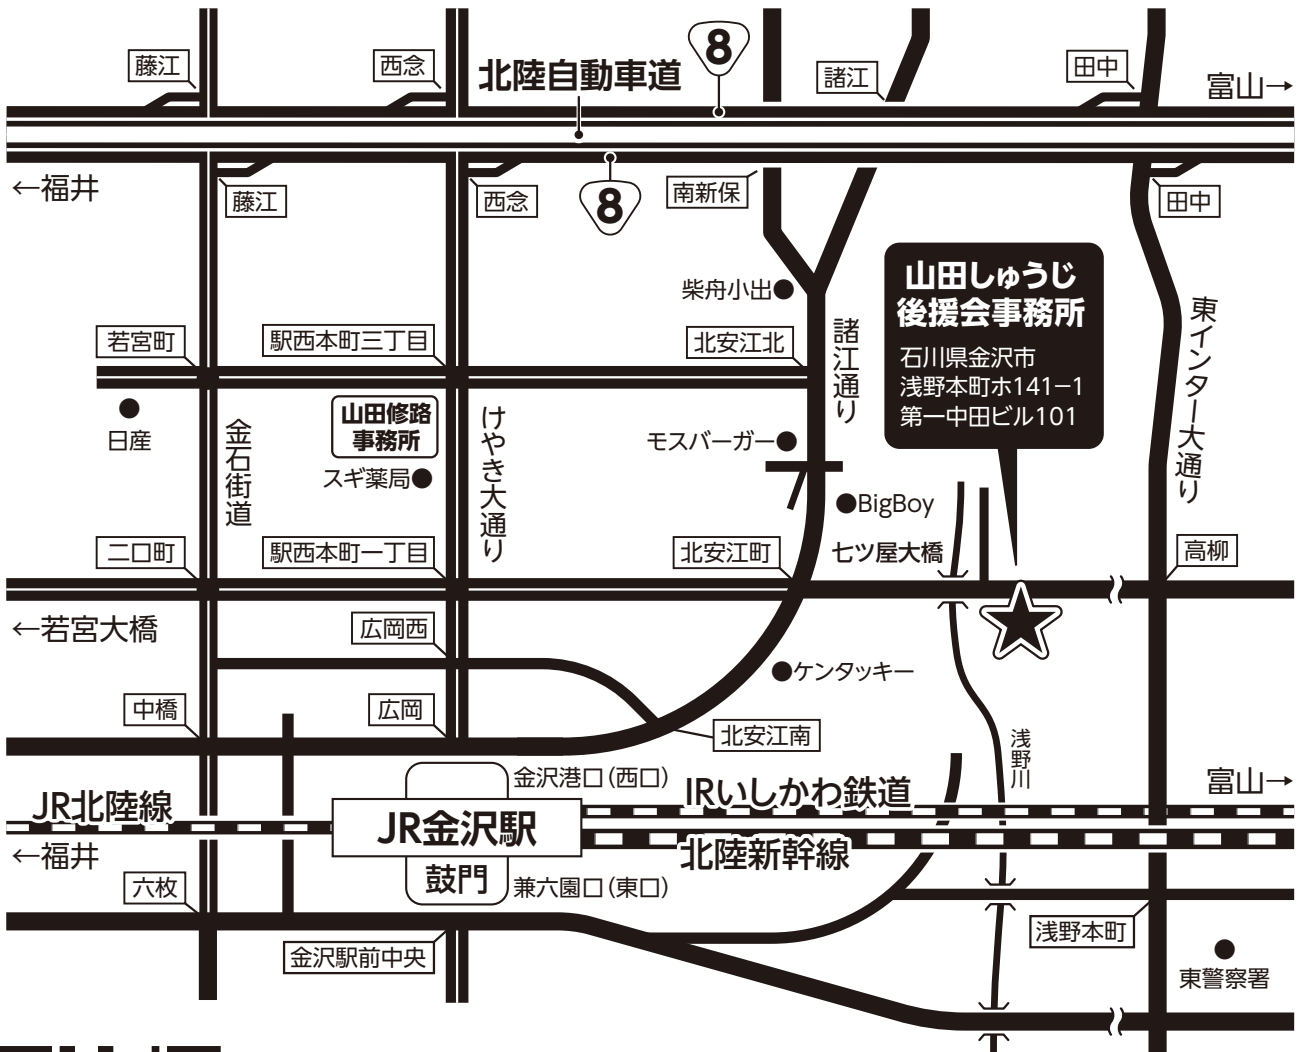 藤江
西念
北陸自動車道
8
諸江
田中
富山→
←福井
藤江
西念
8
南新保
田中
柴舟小出
山田しゅうじ
後援会事務所
石川県金沢市
浅野本町ホ141−1
第一中田ビル101
若宮町
駅西本町三丁目
北安江北
諸江通り
東インター大通り
日産
金石街道
山田修路
事務所
スギ薬局
けやき大通り
モスバーガー
BigBoy
二口町
駅西本町一丁目
北安江町
七ツ屋大橋
高柳
←若宮大橋
広岡西
ケンタッキー
中橋
広岡
北安江南
浅野川
金沢港口（西口）
JR北陸線
JR金沢駅
IRいしかわ鉄道
富山→
←福井
北陸新幹線
鼓門
兼六園口（東口）
六枚
金沢駅前中央
浅野本町
東警察署